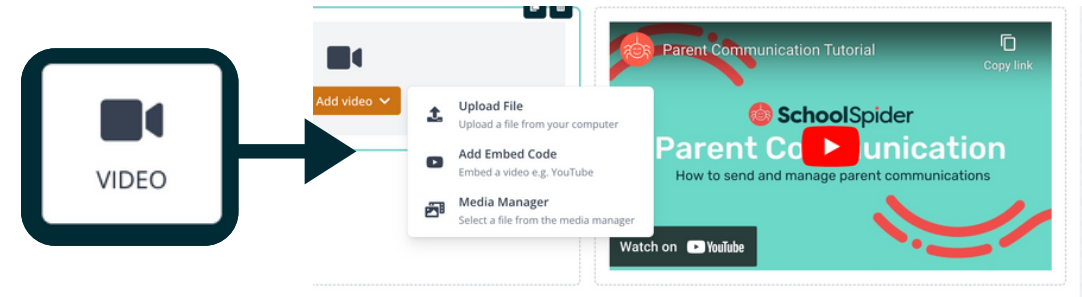 VIDEO
Add video
Upload File
Upload a file from your computer
Add Embed Code
Embed a video e.g. YouTube
Media Manager
Select a file from the media manager
Parent Communication Tutorial
Copy link
SchoolSpider
Parent Co unication
How to send and manage parent communications
Watch on YouTube